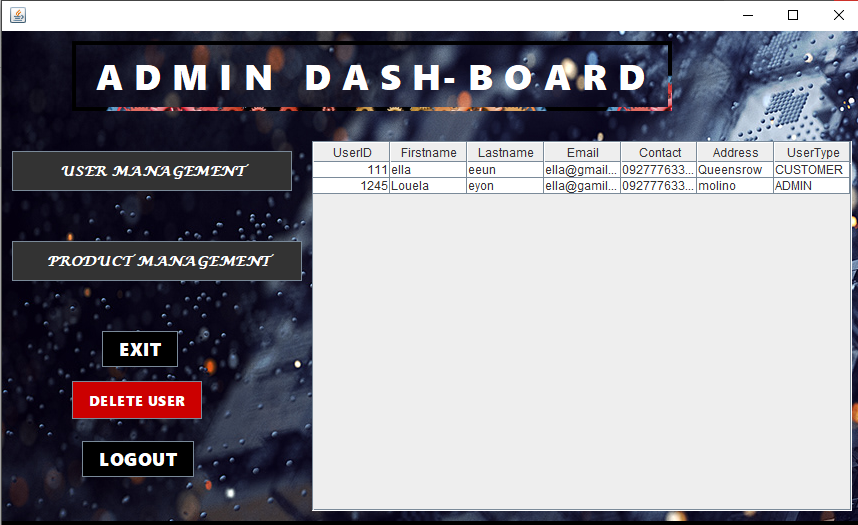 ADMIN DASH-BOARD
USER MANAGEMENT
PRODUCT MANAGEMENT
EXIT
DELETE USER
LOGOUT
UserID Firstname Lastname Email Contact Address UserType
111 ella eeun ella@gmail... 092777633... Queensrow CUSTOMER
1245 Louela eyon ella@gamil... 092777633... molino ADMIN